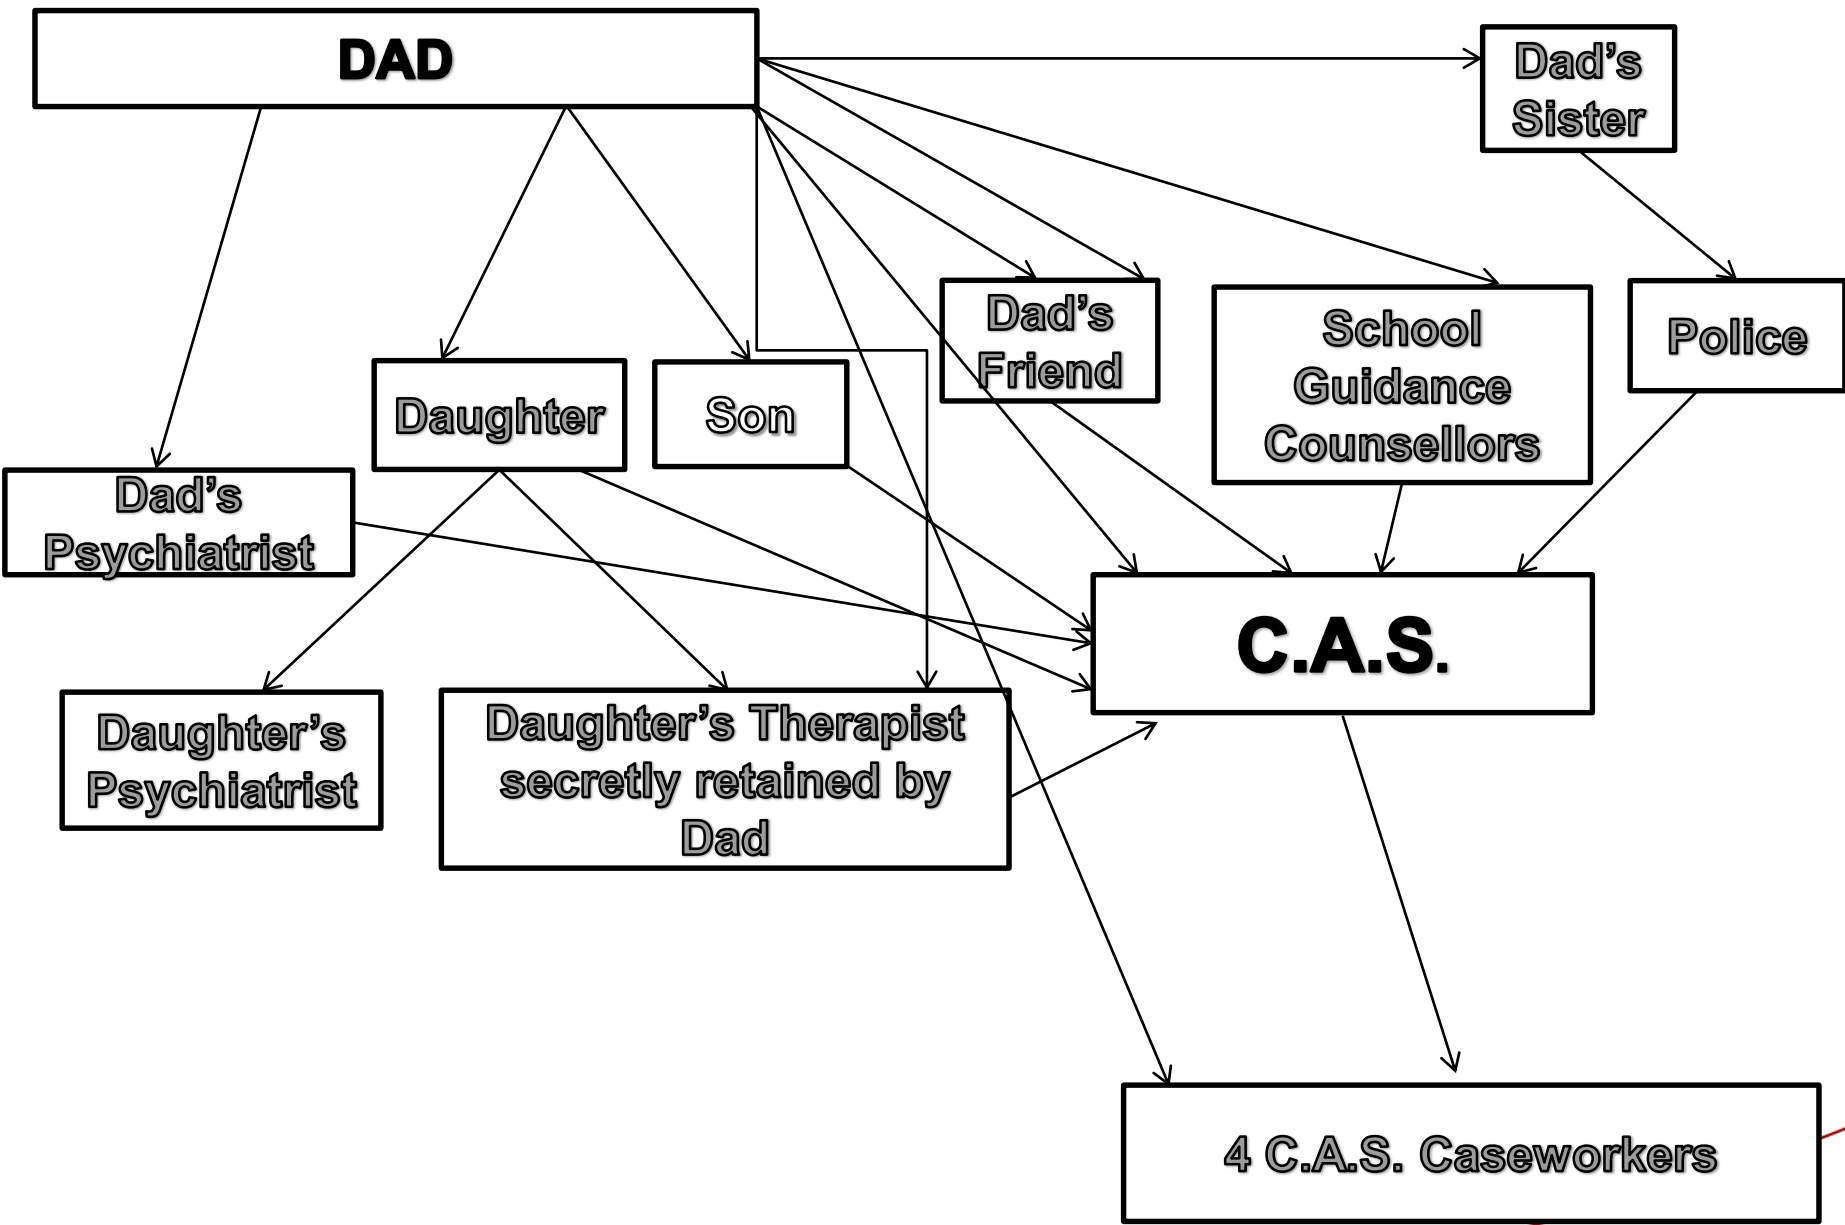 DAD
Dad’s
Sister
Dad’s
Friend
School
Guidance
Counsellors
Police
Daughter
Son
Dad’s
Psychiatrist
C.A.S.
Daughter’s
Psychiatrist
Daughter’s Therapist
secretly retained by
Dad
4 C.A.S. Caseworkers